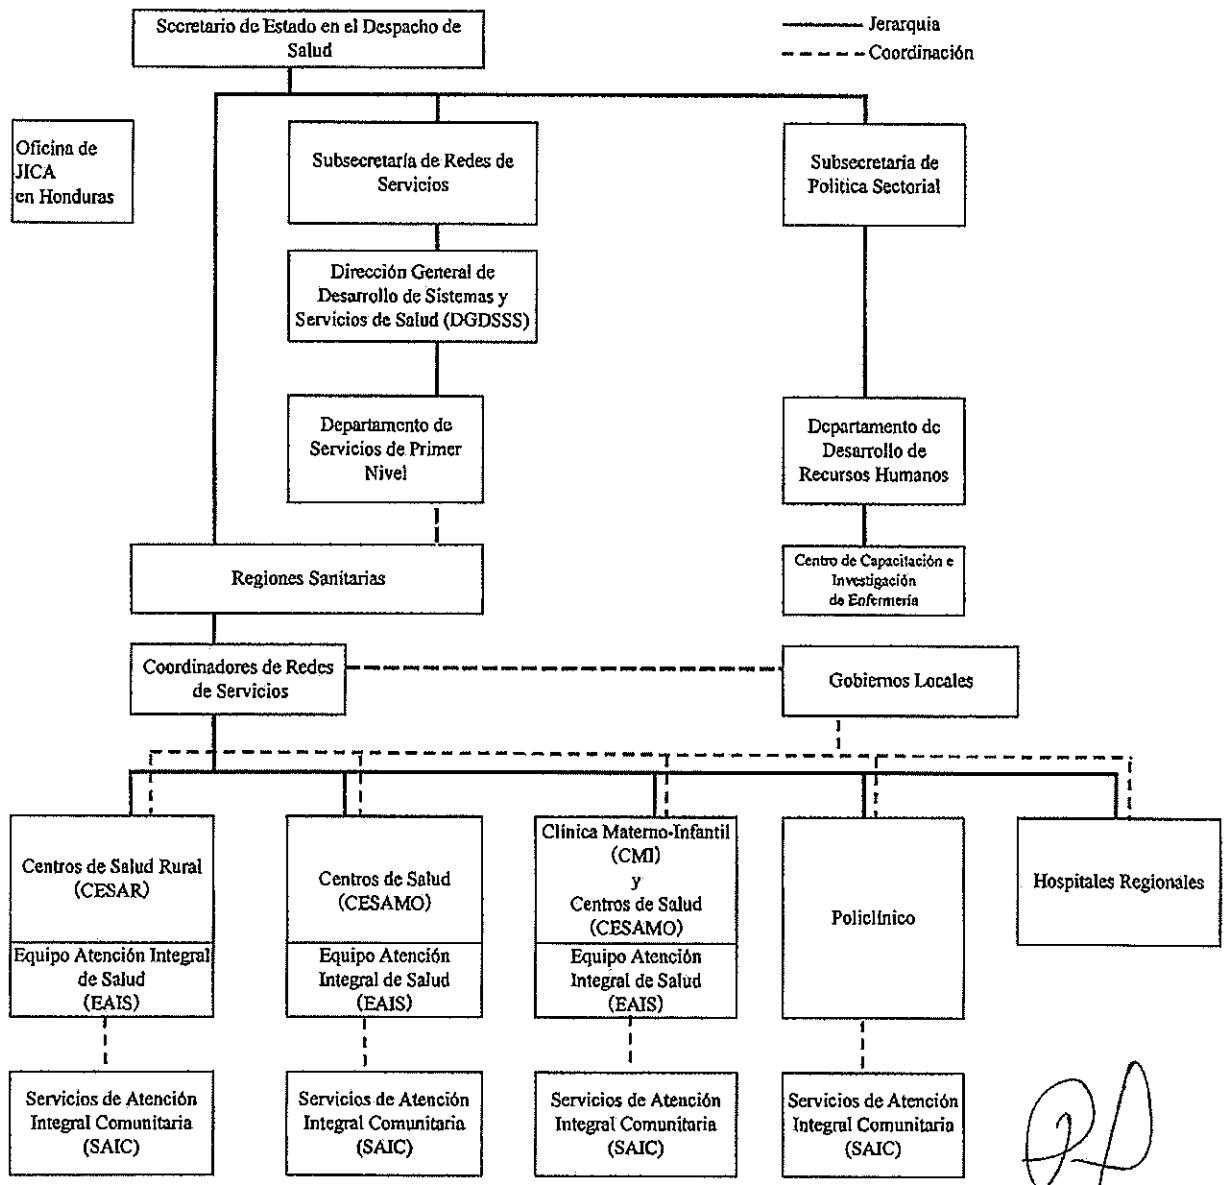 Secretario de Estado en el Despacho de
Salud
Jerarquia
Coordinación
Oficina de
JICA
en Honduras
Subsecretaría de Redes de
Servicios
Subsecretaria de
Politica Sectorial
Dirección General de
Desarrollo de Sistemas y
Servicios de Salud (DGDSSS)
Departamento de
Servicios de Primer
Nivel
Departamento de
Desarrollo de
Recursos Humanos
Regiones Sanitarias
Centro de Capacitación e
Investigación
de Enfermería
Coordinadores de Redes
de Servicios
Gobiernos Locales
Centros de Salud Rural
(CESAR)
Equipo Atención Integral
de Salud
(EAIS)
Centros de Salud
(CESAMO)
Equipo Atención
Integral de Salud
(EAIS)
Clínica Materno-Infantil
(CMI)
y
Centros de Salud
(CESAMO)
Equipo Atención
Integral de Salud
(EAIS)
Policlínico
Hospitales Regionales
Servicios de Atención
Integral Comunitaria
(SAIC)
Servicios de Atención
Integral Comunitaria
(SAIC)
Servicios de Atención
Integral Comunitaria
(SAIC)
Servicios de Atención
Integral Comunitaria
(SAIC)